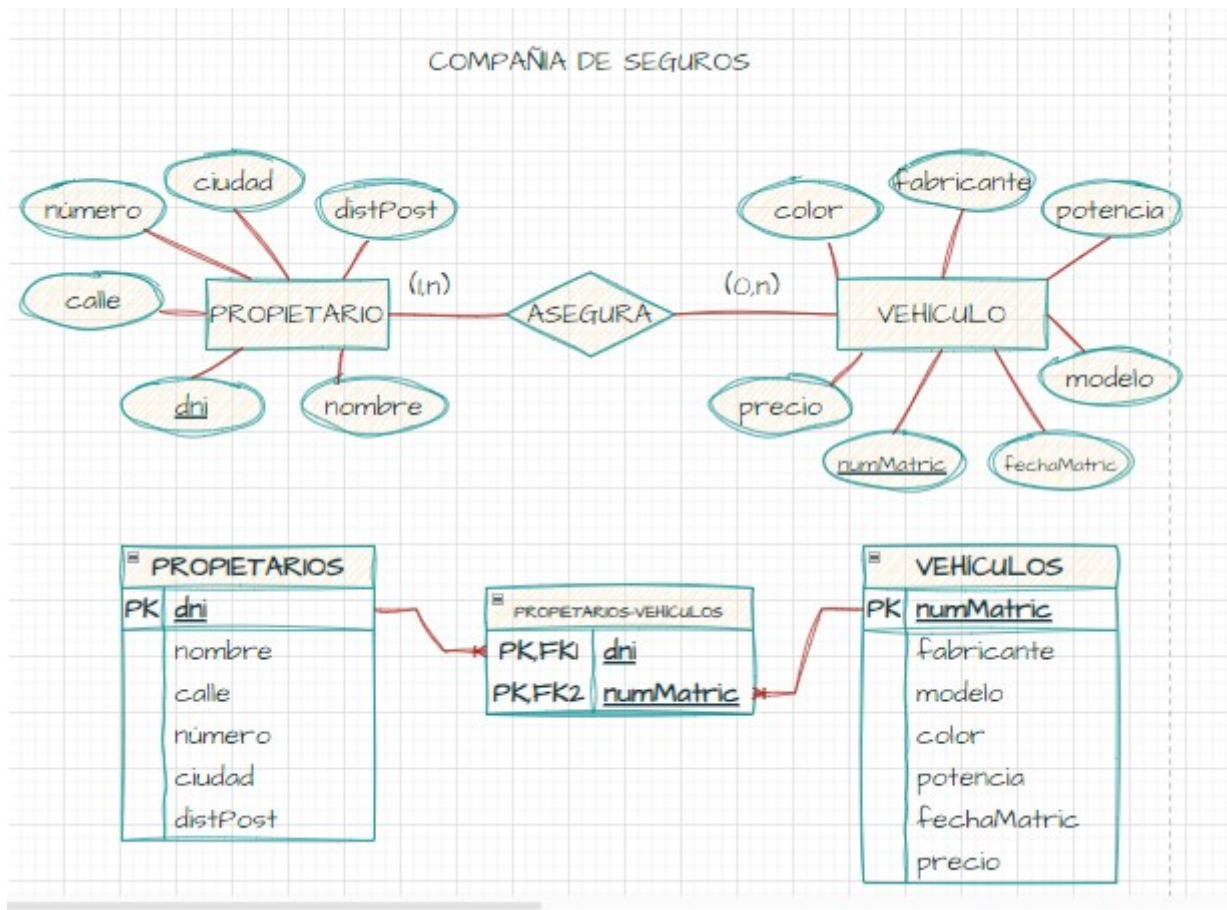 COMPAÑIA DE SEGUROS
ciudad
fabricante
número
distPost
color
potencia
calle
(1,n)
(0,n)
PROPIETARIO
ASEGURA
VEHICULO
modelo
dni
nombre
precio
numMatric
fechaMatric
PROPIETARIOS
PK dni
nombre
calle
número
ciudad
distPost
PROPIETARIOS-VEHÍCULOS
PK,FK1 dni
PK,FK2 numMatric
VEHÍCULOS
PK numMatric
fabricante
modelo
color
potencia
fechaMatric
precio